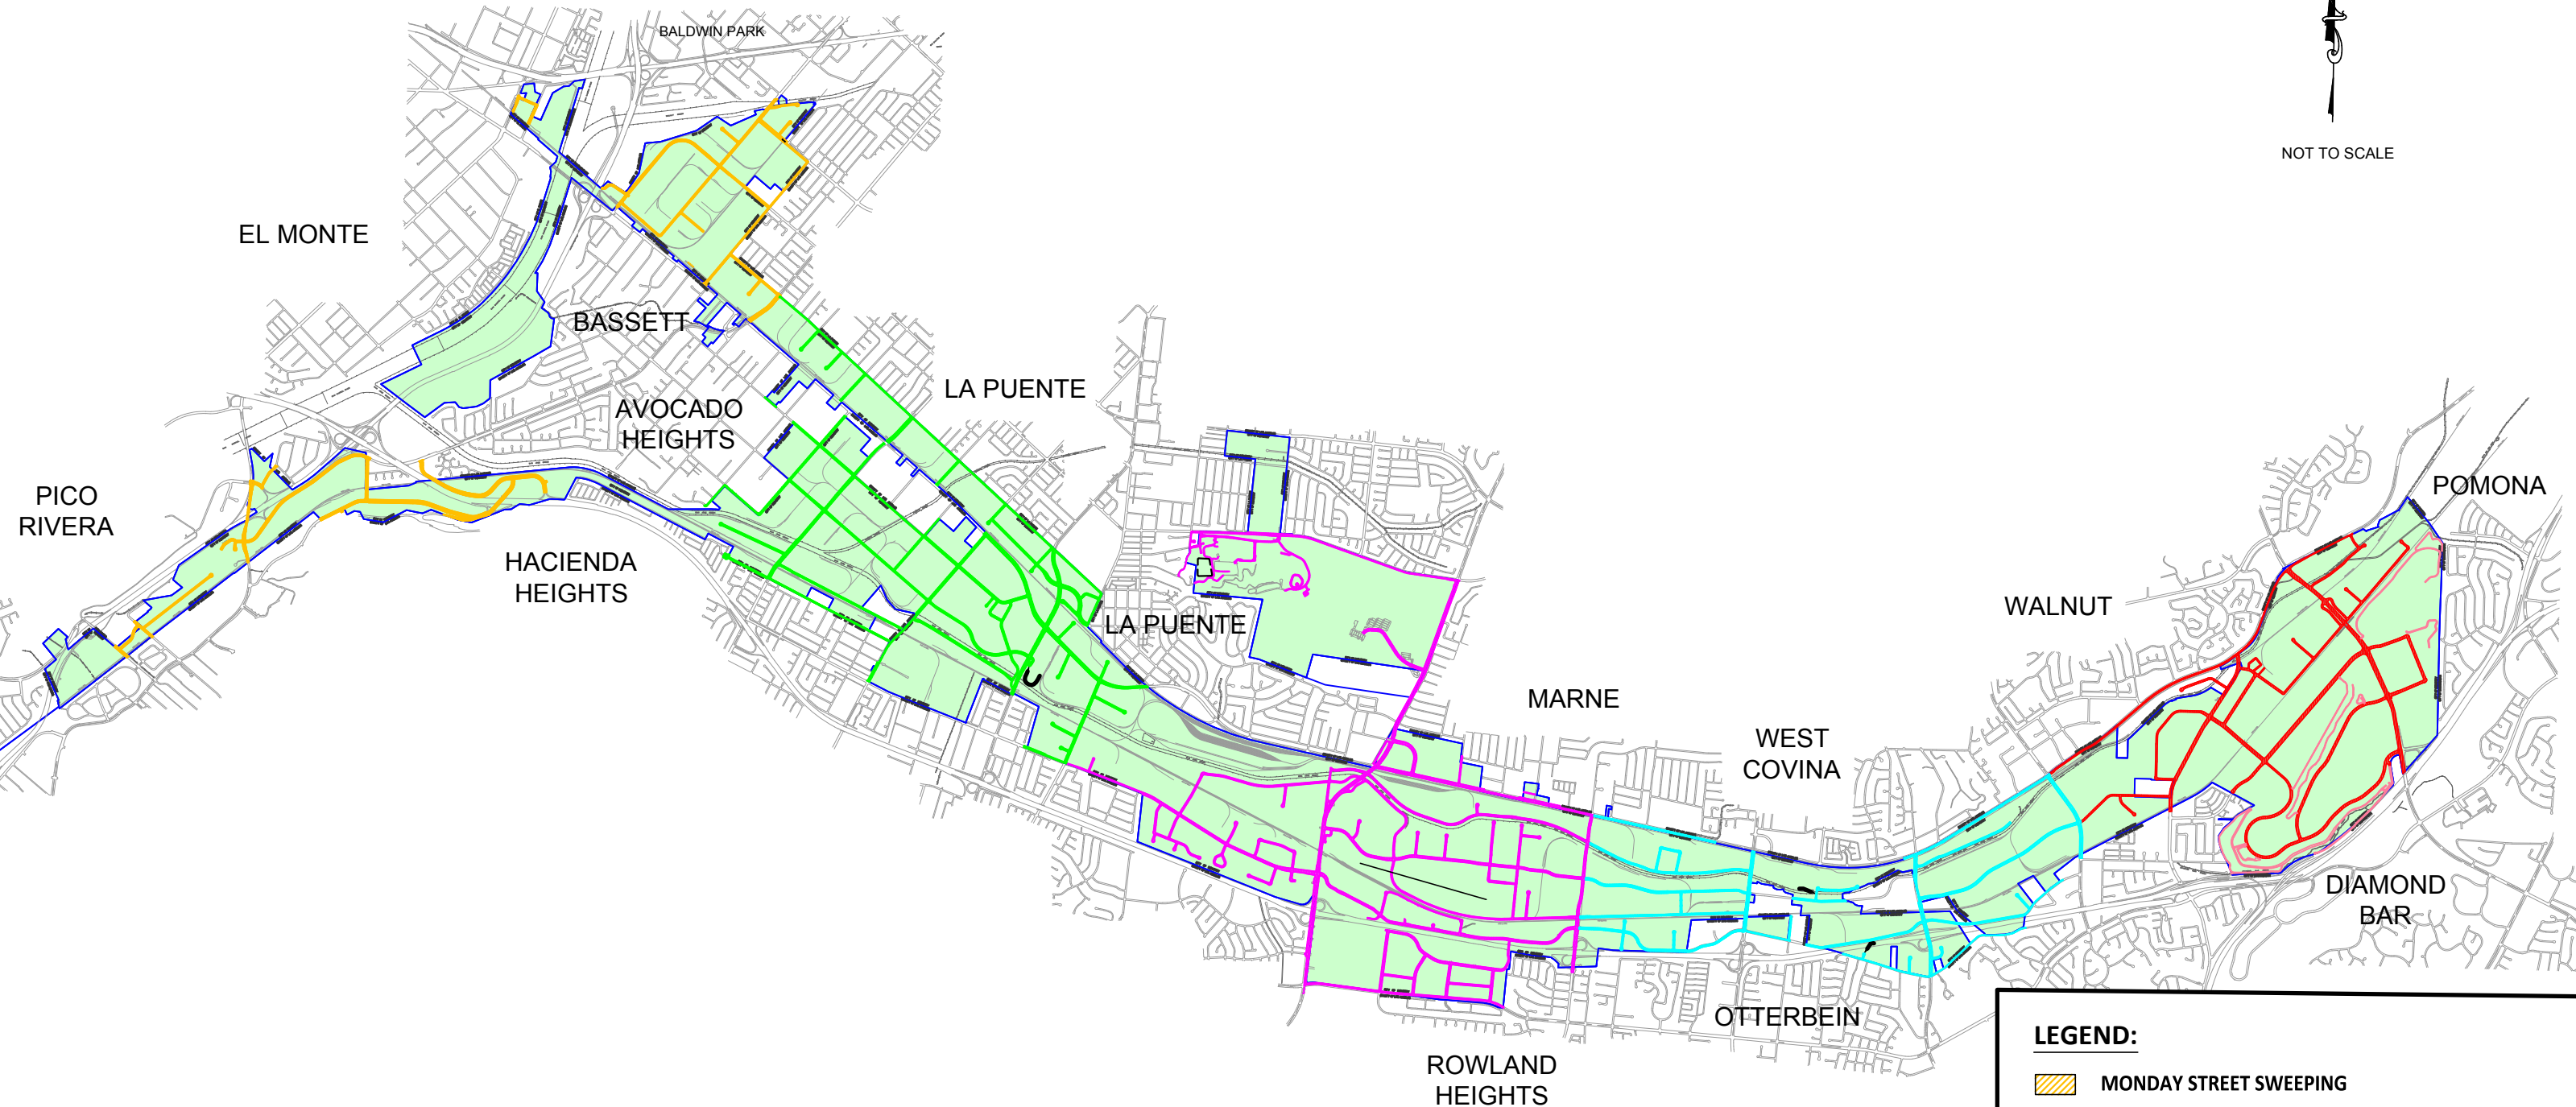 BALDWIN PARK
NOT TO SCALE
EL MONTE
BASSETT
LA PUENTE
AVOCADO
HEIGHTS
PICO
RIVERA
POMONA
HACIENDA
HEIGHTS
WALNUT
LA PUENTE
MARNE
WEST
COVINA
DIAMOND
BAR
OTTERBEIN
ROWLAND
HEIGHTS
LEGEND:
MONDAY STREET SWEEPING